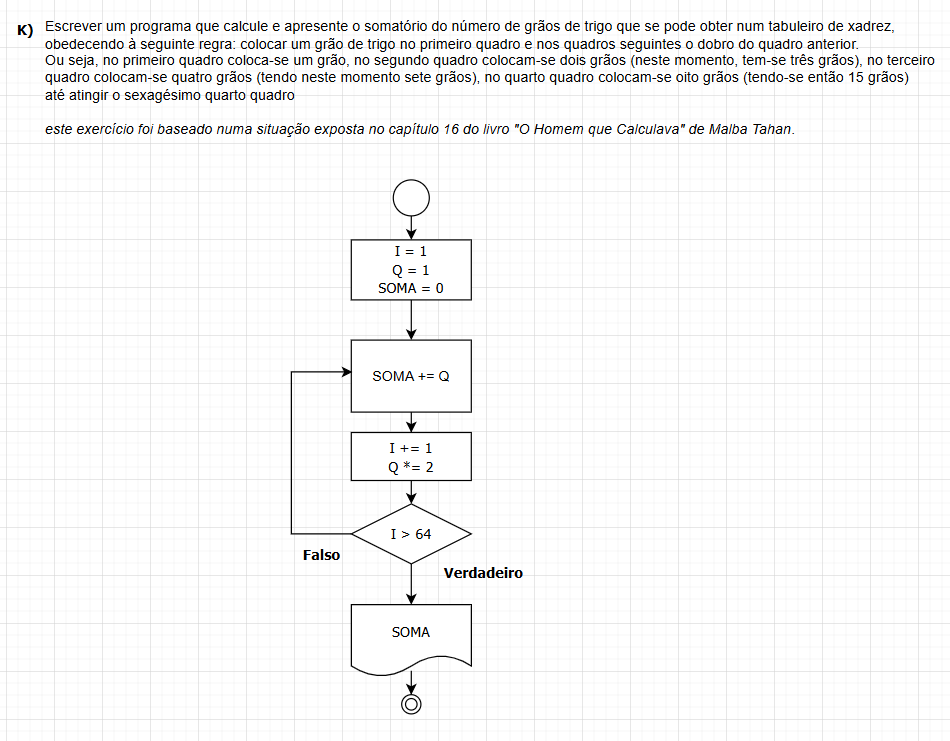 K) Escrever um programa que calcule e apresente o somatório do número de grãos de trigo que se pode obter num tabuleiro de xadrez,
obedecendo à seguinte regra: colocar um grão de trigo no primeiro quadro e nos quadros seguintes o dobro do quadro anterior.
Ou seja, no primeiro quadro coloca-se um grão, no segundo quadro colocam-se dois grãos (neste momento, tem-se três grãos), no terceiro
quadro colocam-se quatro grãos (tendo neste momento sete grãos), no quarto quadro colocam-se oito grãos (tendo-se então 15 grãos)
até atingir o sexagésimo quarto quadro
este exercício foi baseado numa situação exposta no capítulo 16 do livro "O Homem que Calculava" de Malba Tahan.
I = 1
Q = 1
SOMA = 0
SOMA += Q
I += 1
Q *= 2
I > 64
Falso
Verdadeiro
SOMA